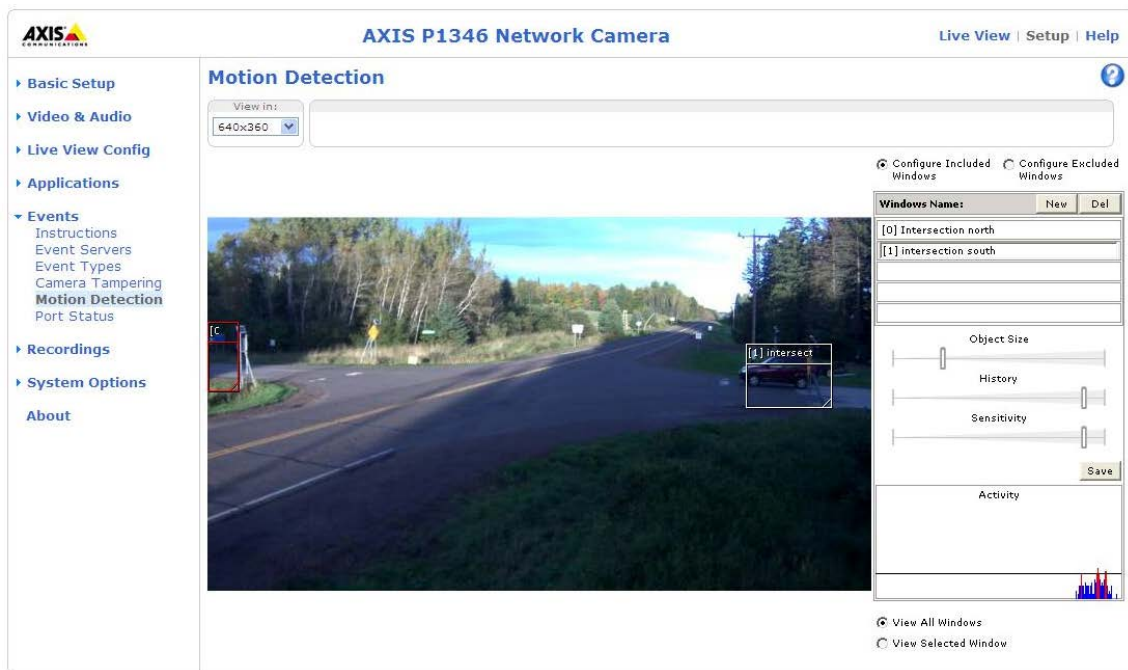 AXIS
COMMUNICATIONS
AXIS P1346 Network Camera
Live View | Setup | Help
Basic Setup
Video & Audio
Live View Config
Applications
Events
Instructions
Event Servers
Event Types
Camera Tampering
Motion Detection
Port Status
Recordings
System Options
About
Motion Detection
View in:
640x360
Configure Included Windows
Configure Excluded Windows
Windows Name:
New
Del
[0] Intersection north
[1] intersection south
[C
[1] intersect
Object Size
History
Sensitivity
Save
Activity
View All Windows
View Selected Window